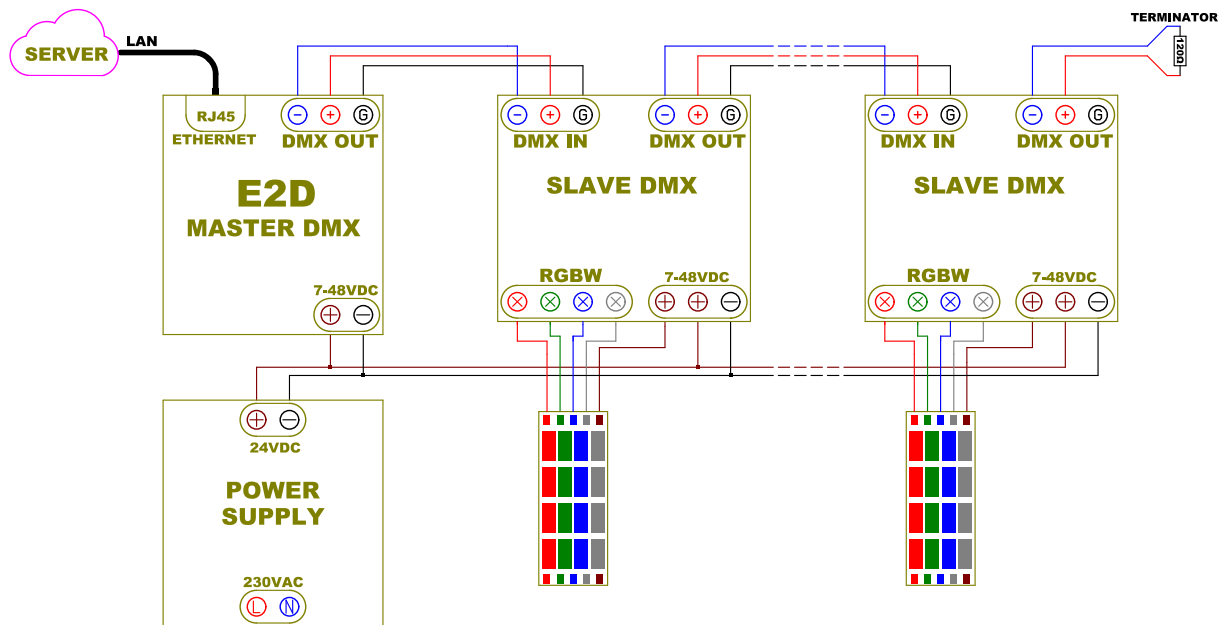 TERMINATOR
SERVER
LAN
120Ω
RJ45
ETHERNET
- + G
DMX OUT
E2D
MASTER DMX
7-48VDC
+ −
- + G
DMX IN
- + G
DMX OUT
SLAVE DMX
RGBW
7-48VDC
+ + −
- + G
DMX IN
- + G
DMX OUT
SLAVE DMX
RGBW
7-48VDC
+ + −
+ −
24VDC
POWER
SUPPLY
230VAC
L N